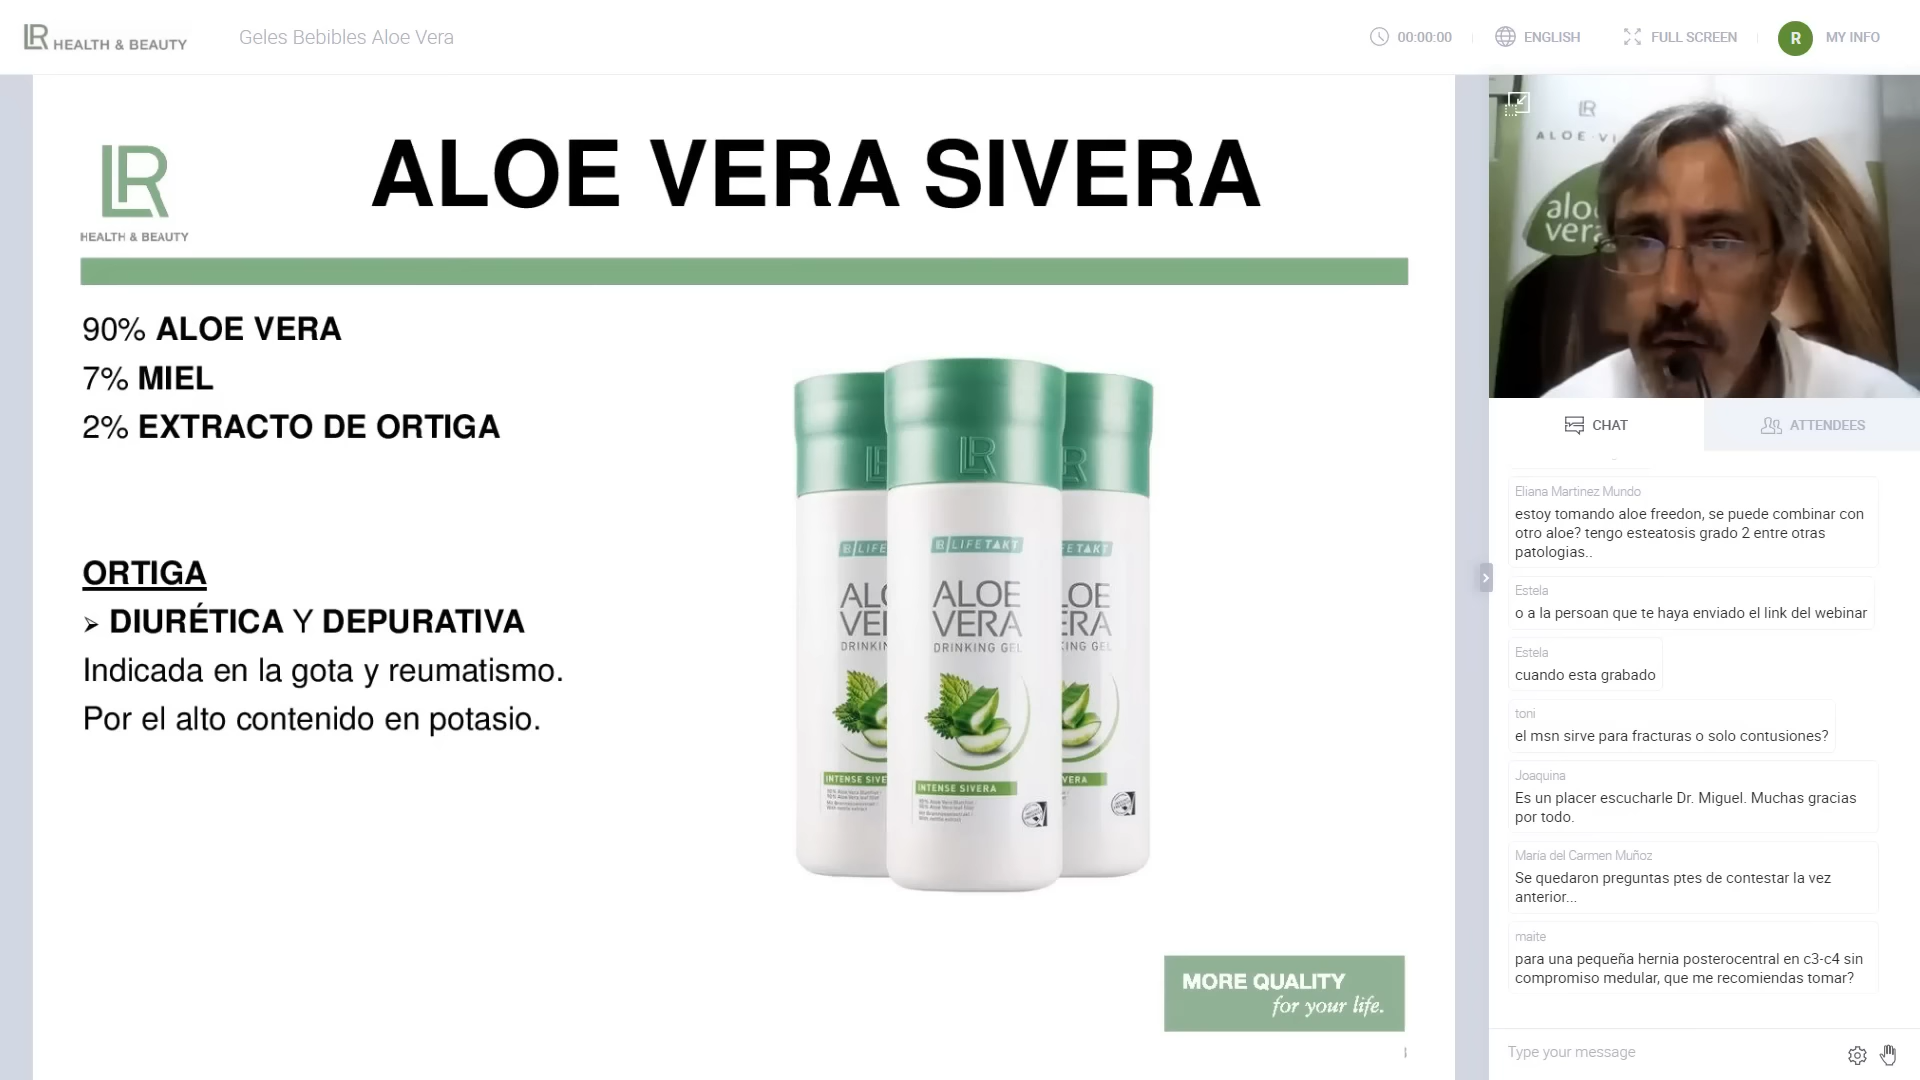 LR HEALTH & BEAUTY
Geles Bebibles Aloe Vera
00:00:00
ENGLISH
FULL SCREEN
R
MY INFO
LR
HEALTH & BEAUTY
ALOE VERA SIVERA
90% ALOE VERA
7% MIEL
2% EXTRACTO DE ORTIGA
ORTIGA
➢ DIURÉTICA Y DEPURATIVA
Indicada en la gota y reumatismo.
Por el alto contenido en potasio.
LR
LR LIFETAKT
ALOE
VERA
DRINKING GEL
INTENSE SIVERA
MORE QUALITY
for your life.
LR
ALOE VI
aloe
vera
CHAT
ATTENDEES
Eliana Martinez Mundo
estoy tomando aloe freedon, se puede combinar con
otro aloe? tengo esteatosis grado 2 entre otras
patologias..
Estela
o a la persoan que te haya enviado el link del webinar
Estela
cuando esta grabado
toni
el msn sirve para fracturas o solo contusiones?
Joaquina
Es un placer escucharle Dr. Miguel. Muchas gracias
por todo.
María del Carmen Muñoz
Se quedaron preguntas ptes de contestar la vez
anterior...
maite
para una pequeña hernia posterocentral en c3-c4 sin
compromiso medular, que me recomiendas tomar?
Type your message